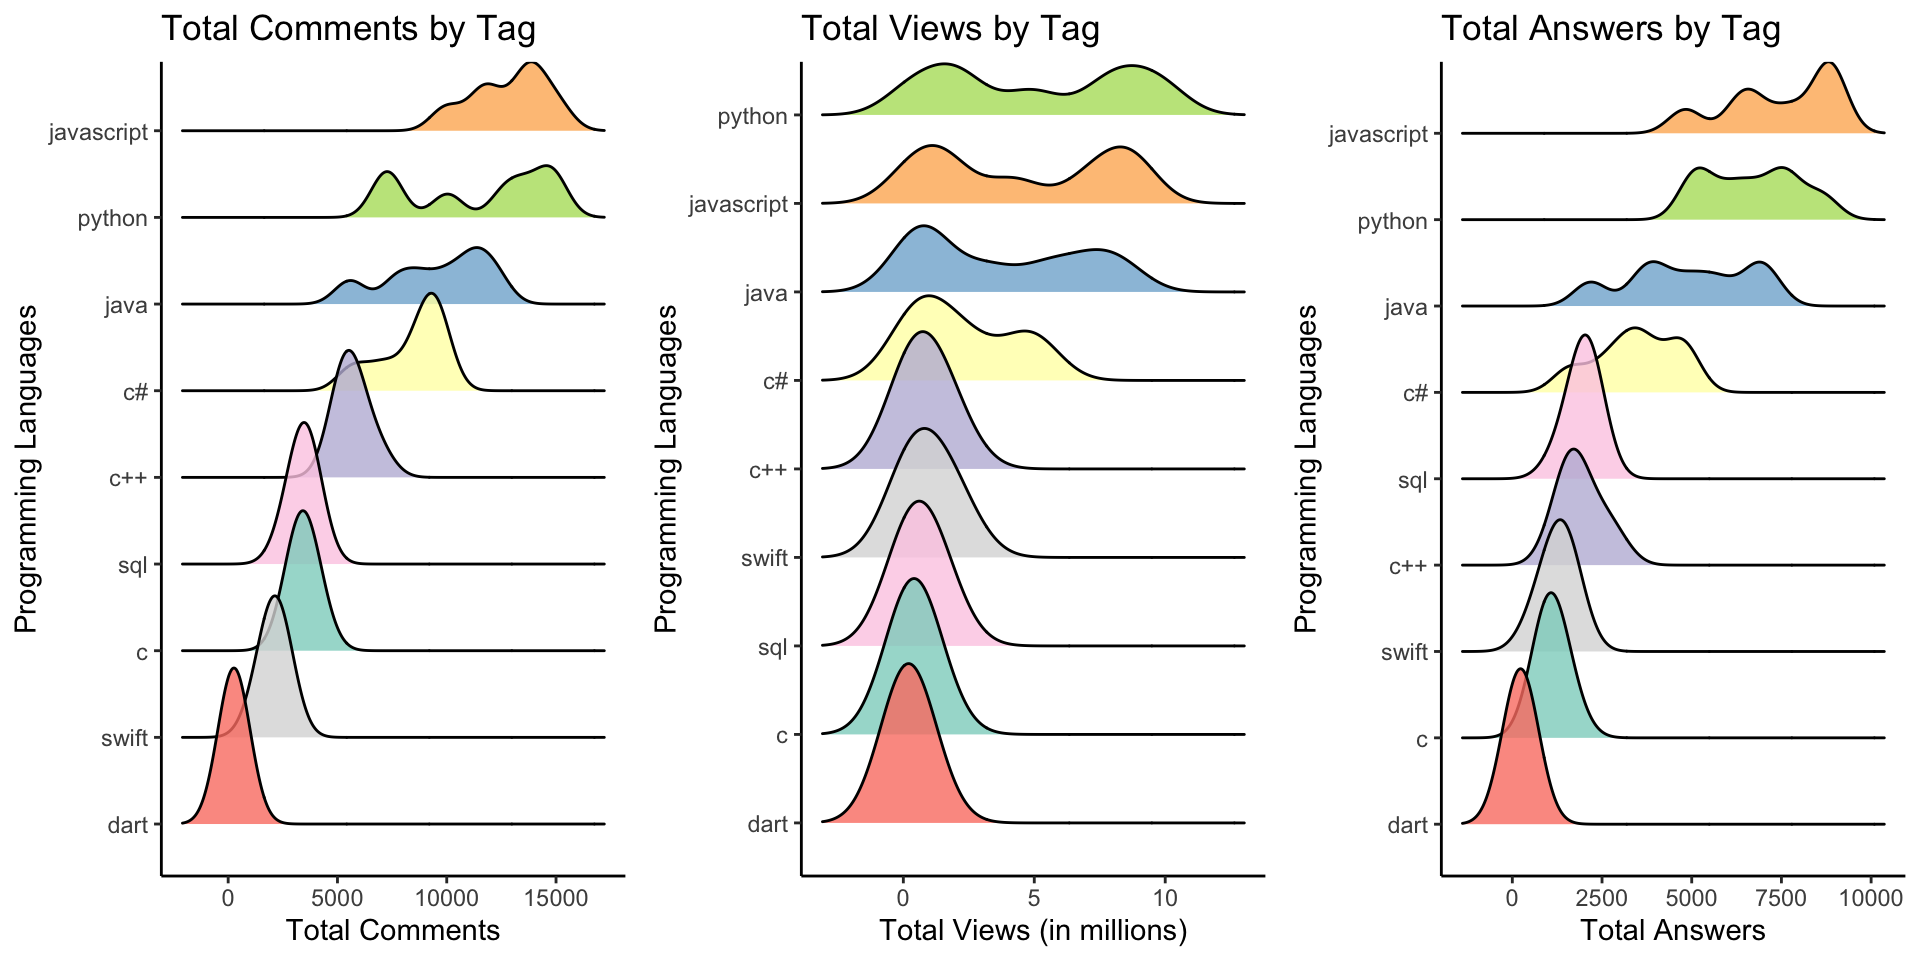 Total Comments by Tag
Programming Languages
javascript
python
java
c#
c++
sql
c
swift
dart
0 5000 10000 15000
Total Comments
Total Views by Tag
Programming Languages
python
javascript
java
c#
c++
swift
sql
c
dart
0 5 10
Total Views (in millions)
Total Answers by Tag
Programming Languages
javascript
python
java
c#
sql
c++
swift
c
dart
0 2500 5000 7500 10000
Total Answers